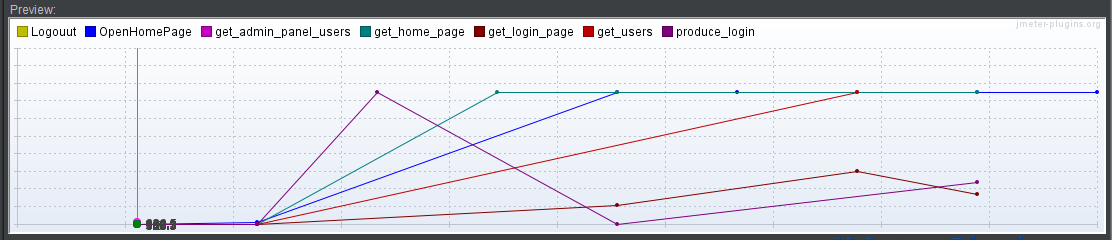 Preview:
jmeter-plugins.org
Logouut OpenHomePage get_admin_panel_users get_home_page get_login_page get_users produce_login